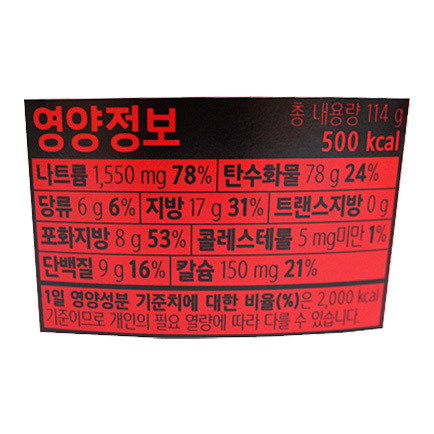 영양정보
총 내용량 114 g
500 kcal
나트륨 1,550 mg 78% 탄수화물 78 g 24%
당류 6 g 6% 지방 17 g 31% 트랜스지방 0 g
포화지방 8 g 53% 콜레스테롤 5 mg미만 1%
단백질 9 g 16% 칼슘 150 mg 21%
1일 영양성분 기준치에 대한 비율(%)은 2,000 kcal
기준이므로 개인의 필요 열량에 따라 다를 수 있습니다.